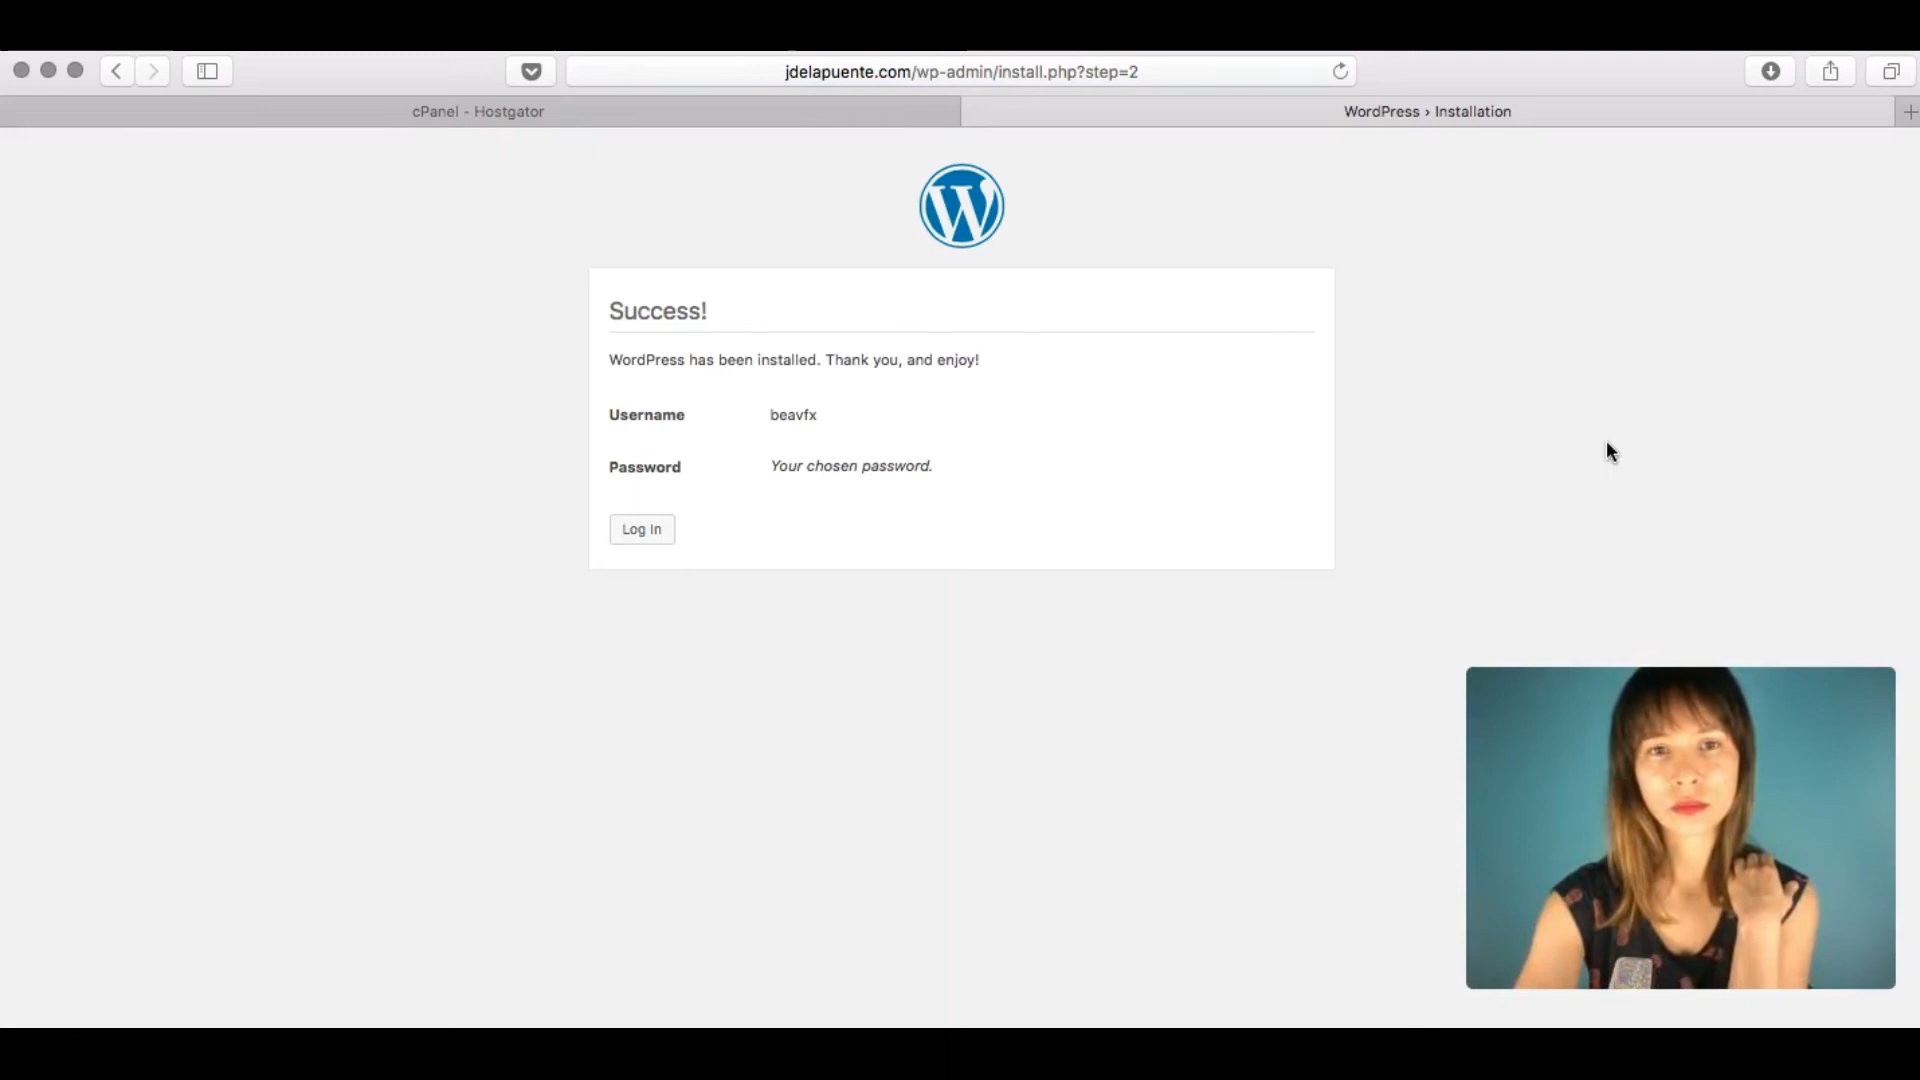 jdelapuente.com/wp-admin/install.php?step=2
cPanel - Hostgator
WordPress › Installation
Success!
WordPress has been installed. Thank you, and enjoy!
Username beavfx
Password Your chosen password.
Log In